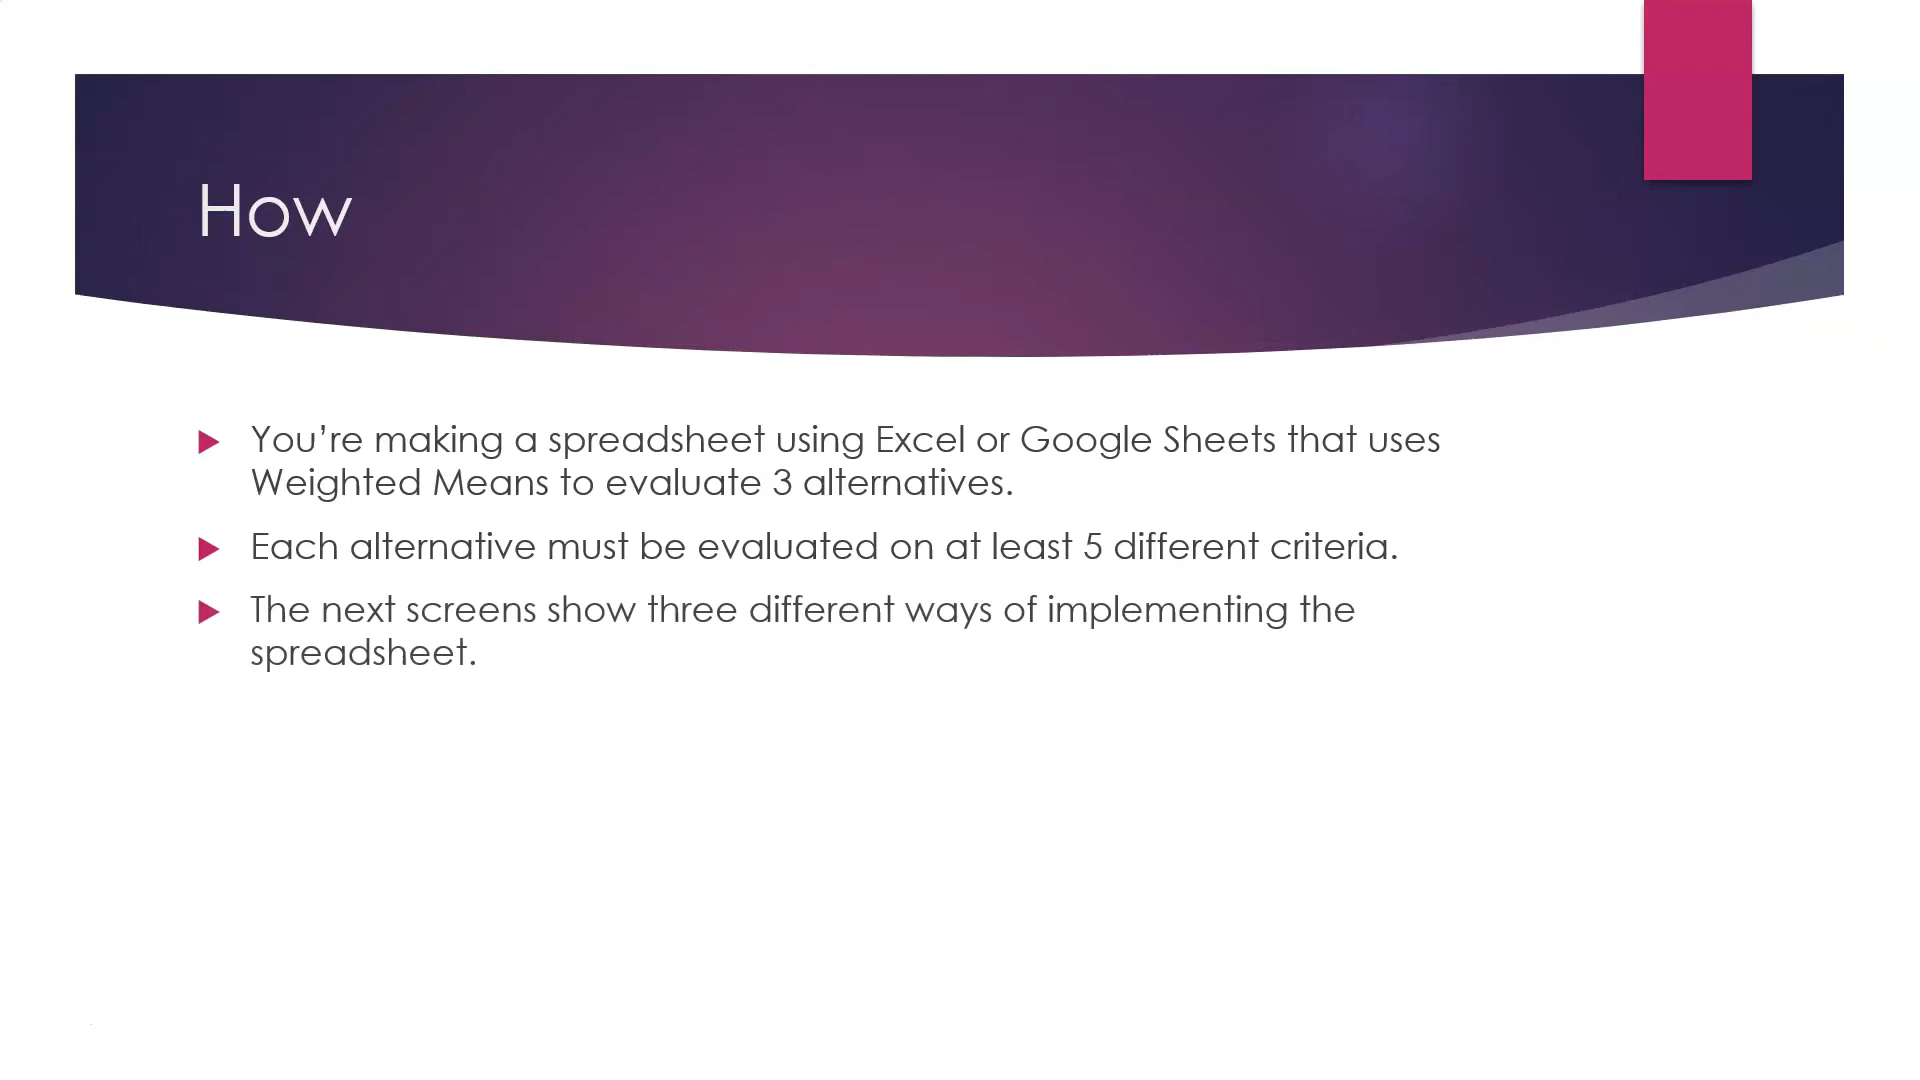 How
You’re making a spreadsheet using Excel or Google Sheets that uses
Weighted Means to evaluate 3 alternatives.
Each alternative must be evaluated on at least 5 different criteria.
The next screens show three different ways of implementing the
spreadsheet.